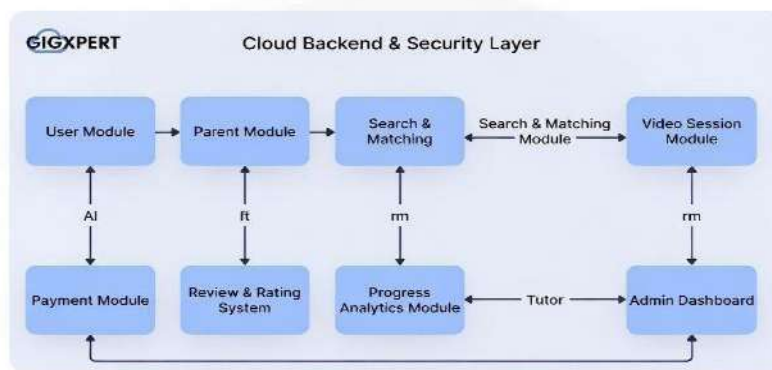 GIGXPERT
Cloud Backend & Security Layer
User Module
Parent Module
Search &
Matching
Search & Matching
Module
Video Session
Module
AI
ft
rm
rm
Payment Module
Review & Rating
System
Progress
Analytics Module
Tutor
Admin Dashboard